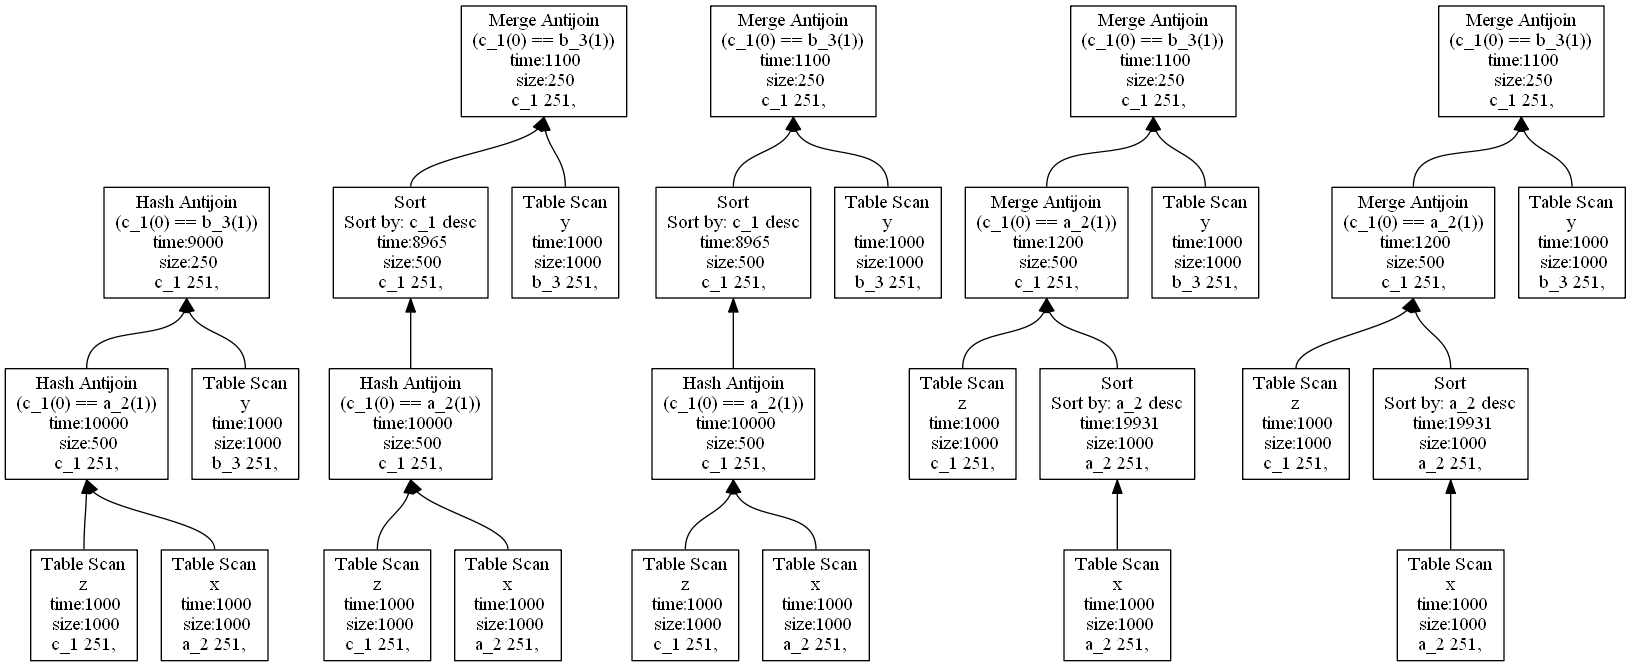 Merge Antijoin
(c_1(0) == b_3(1))
time:1100
size:250
c_1 251,
Merge Antijoin
(c_1(0) == b_3(1))
time:1100
size:250
c_1 251,
Merge Antijoin
(c_1(0) == b_3(1))
time:1100
size:250
c_1 251,
Merge Antijoin
(c_1(0) == b_3(1))
time:1100
size:250
c_1 251,
Hash Antijoin
(c_1(0) == b_3(1))
time:9000
size:250
c_1 251,
Sort
Sort by: c_1 desc
time:8965
size:500
c_1 251,
Table Scan
y
time:1000
size:1000
b_3 251,
Sort
Sort by: c_1 desc
time:8965
size:500
c_1 251,
Table Scan
y
time:1000
size:1000
b_3 251,
Merge Antijoin
(c_1(0) == a_2(1))
time:1200
size:500
c_1 251,
Table Scan
y
time:1000
size:1000
b_3 251,
Merge Antijoin
(c_1(0) == a_2(1))
time:1200
size:500
c_1 251,
Table Scan
y
time:1000
size:1000
b_3 251,
Hash Antijoin
(c_1(0) == a_2(1))
time:10000
size:500
c_1 251,
Table Scan
y
time:1000
size:1000
b_3 251,
Hash Antijoin
(c_1(0) == a_2(1))
time:10000
size:500
c_1 251,
Hash Antijoin
(c_1(0) == a_2(1))
time:10000
size:500
c_1 251,
Table Scan
z
time:1000
size:1000
c_1 251,
Sort
Sort by: a_2 desc
time:19931
size:1000
a_2 251,
Table Scan
z
time:1000
size:1000
c_1 251,
Sort
Sort by: a_2 desc
time:19931
size:1000
a_2 251,
Table Scan
z
time:1000
size:1000
c_1 251,
Table Scan
x
time:1000
size:1000
a_2 251,
Table Scan
z
time:1000
size:1000
c_1 251,
Table Scan
x
time:1000
size:1000
a_2 251,
Table Scan
z
time:1000
size:1000
c_1 251,
Table Scan
x
time:1000
size:1000
a_2 251,
Table Scan
x
time:1000
size:1000
a_2 251,
Table Scan
x
time:1000
size:1000
a_2 251,